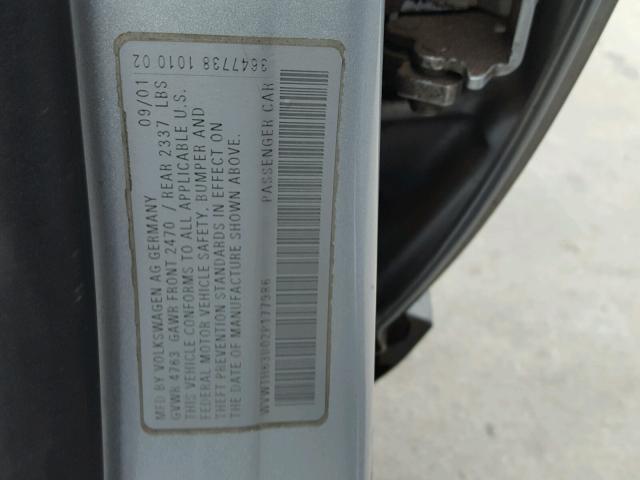 MFD BY VOLKSWAGEN AG GERMANY 09/01
GVWR 4763 GAWR FRONT 2470 / REAR 2337 LBS
THIS VEHICLE CONFORMS TO ALL APPLICABLE U.S.
FEDERAL MOTOR VEHICLE SAFETY, BUMPER AND
THEFT PREVENTION STANDARDS IN EFFECT ON
THE DATE OF MANUFACTURE SHOWN ABOVE.
3647738 1010 02
PASSENGER CAR